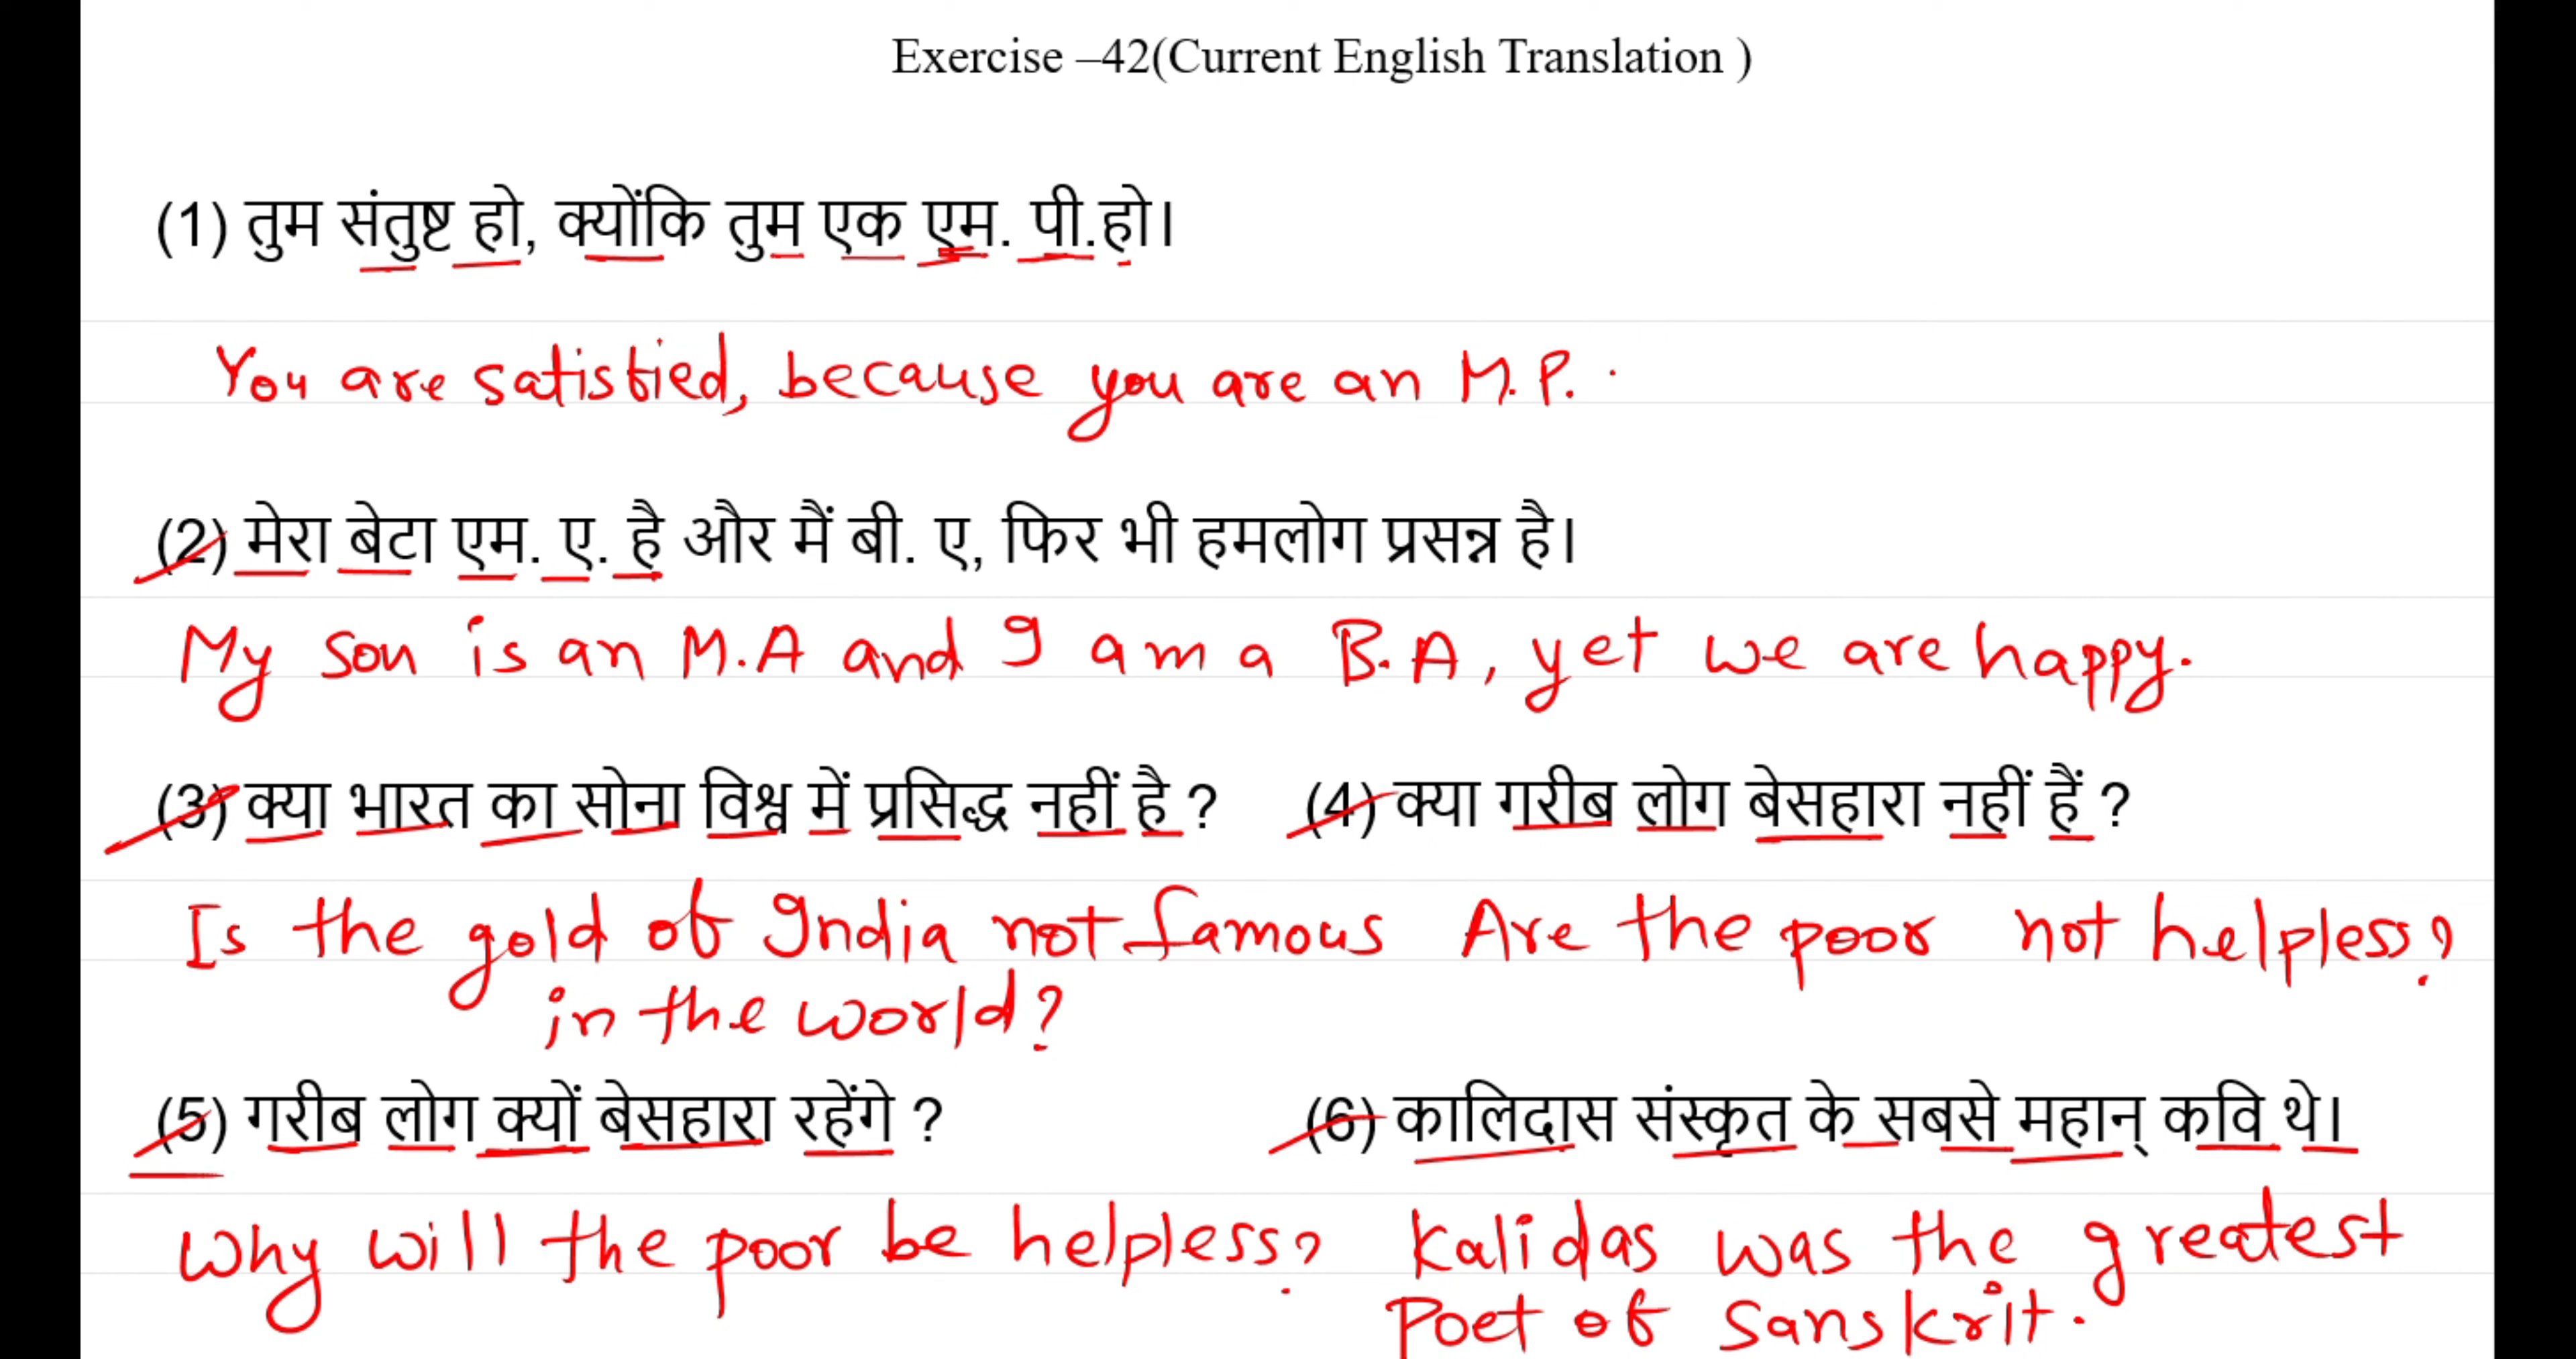 Exercise –42(Current English Translation )
(1) तुम संतुष्ट हो, क्योंकि तुम एक एम. पी.हो।
You are satisfied, because you are an M.P.
(2) मेरा बेटा एम. ए. है और मैं बी. ए, फिर भी हमलोग प्रसन्न है।
My son is an M.A and I am a B.A, yet we are happy.
(3) क्या भारत का सोना विश्व में प्रसिद्ध नहीं है ?
Is the gold of India not famous
in the world?
(4) क्या गरीब लोग बेसहारा नहीं हैं ?
Are the poor not helpless?
(5) गरीब लोग क्यों बेसहारा रहेंगे ?
Why will the poor be helpless?
(6) कालिदास संस्कृत के सबसे महान् कवि थे।
Kalidas was the greatest
Poet of Sanskrit.